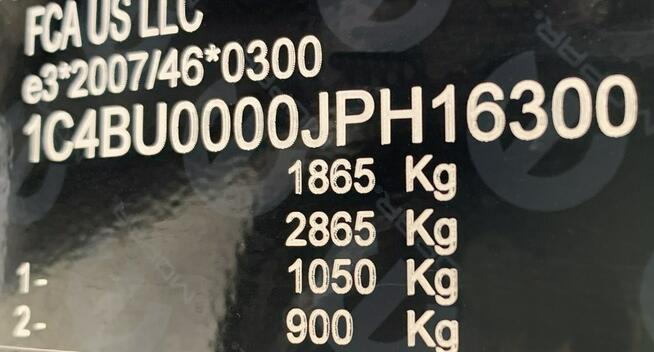 FCA US LLC
e3*2007/46*0300
1C4BU0000JPH16300
1865 Kg
2865 Kg
1- 1050 Kg
2- 900 Kg